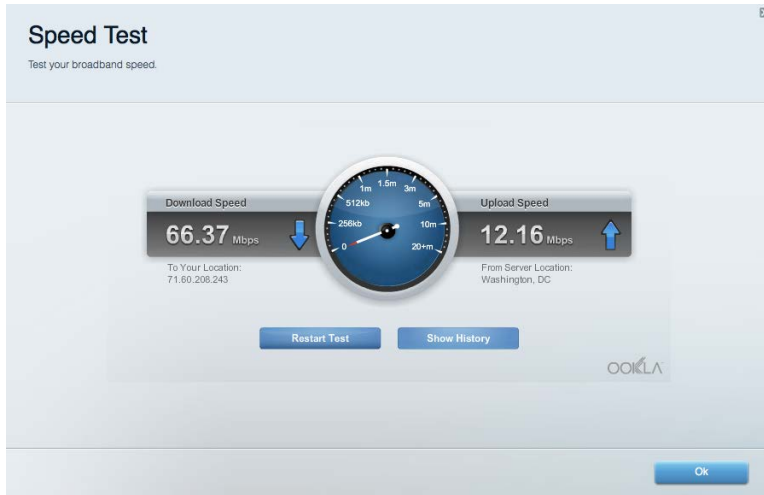 Speed Test
Test your broadband speed.
Download Speed
66.37 Mbps
To Your Location:
71.60.208.243
0
256kb
512kb
1m
1.5m
3m
5m
10m
20+m
Upload Speed
12.16 Mbps
From Server Location:
Washington, DC
Restart Test
Show History
OOKLA
Ok